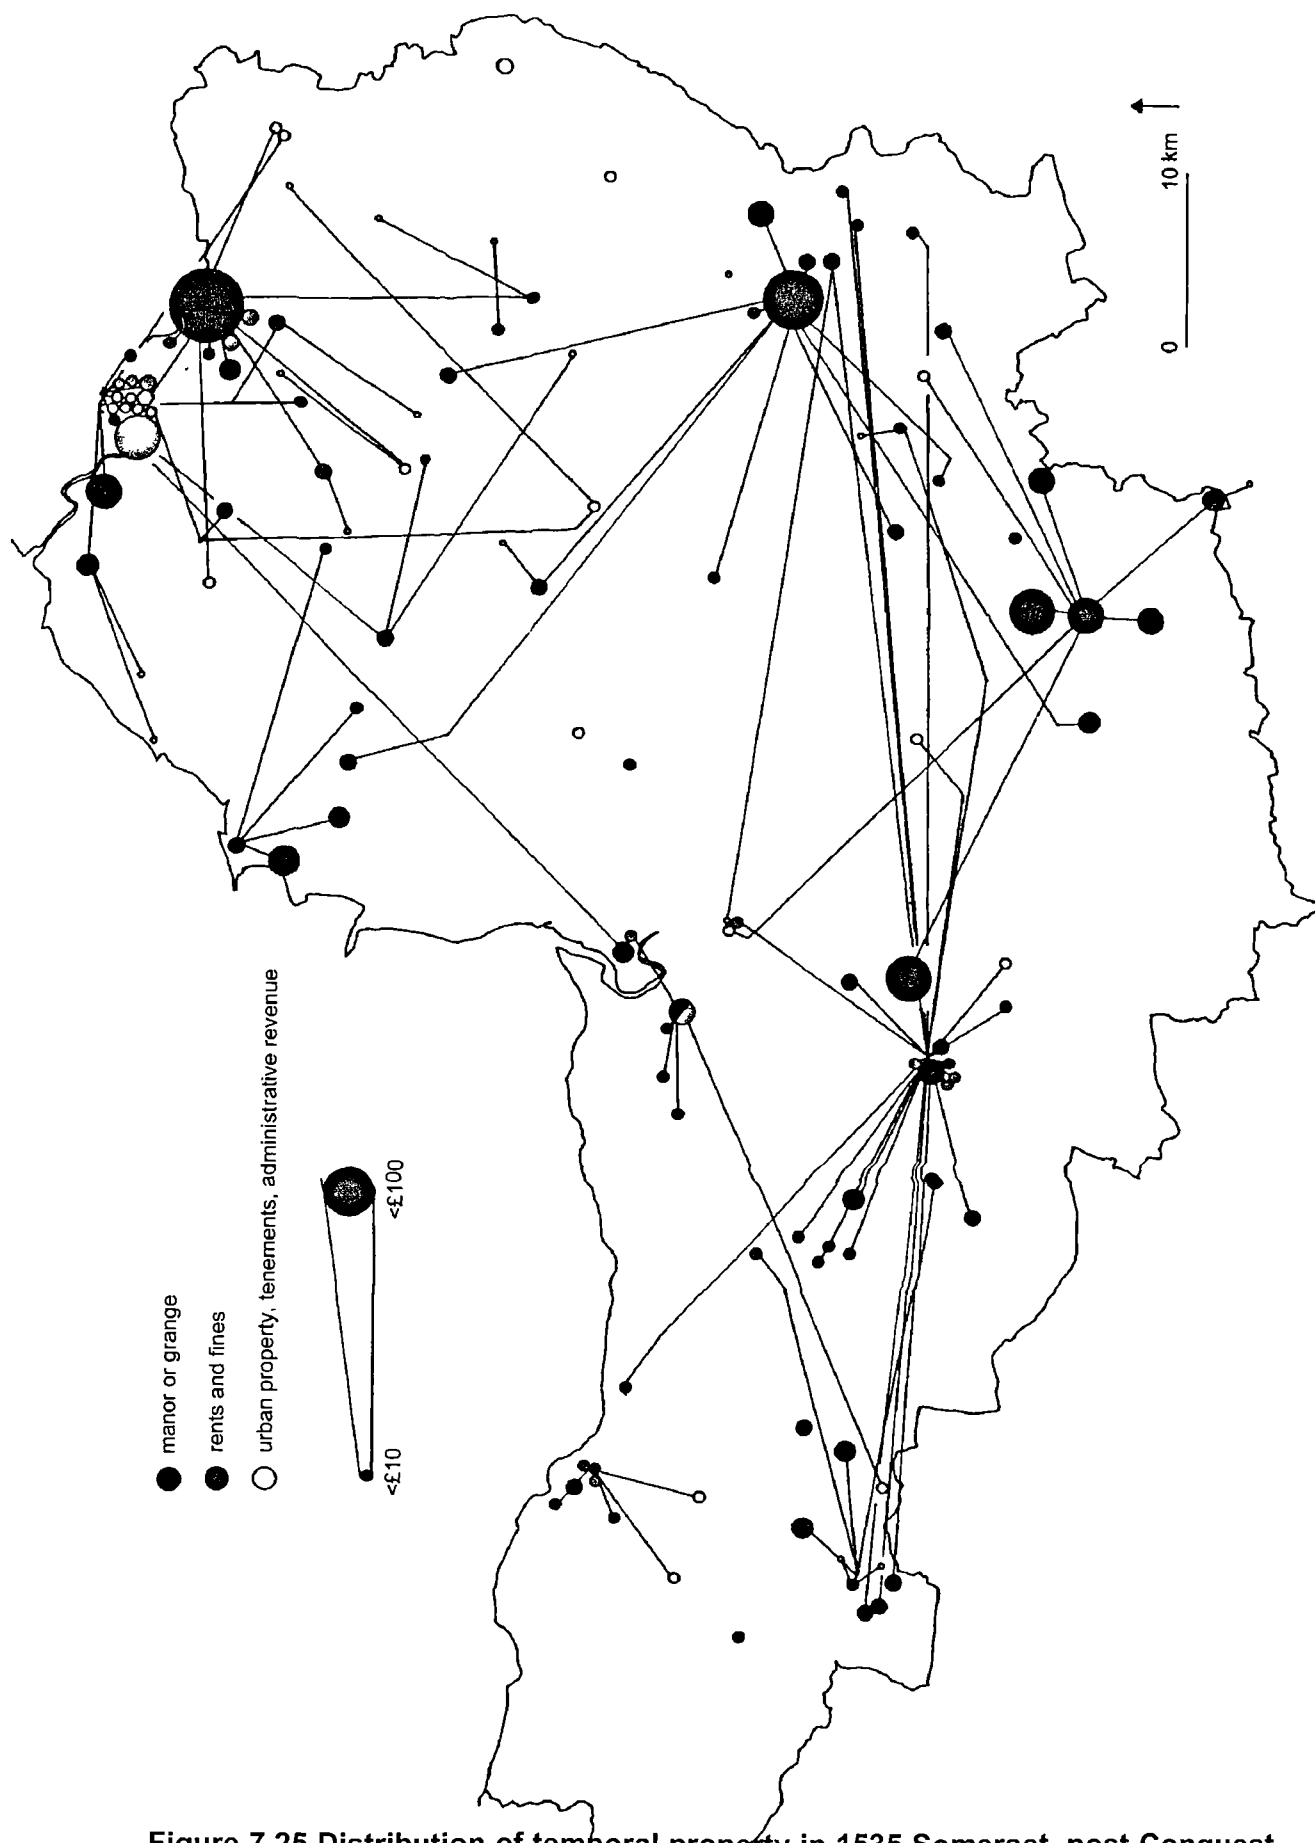 manor or grange
rents and fines
urban property, tenements, administrative revenue
<£10
<£100
0
10 km
Figure 7.25 Distribution of temporal property in 1535 Somerset, post-Conquest